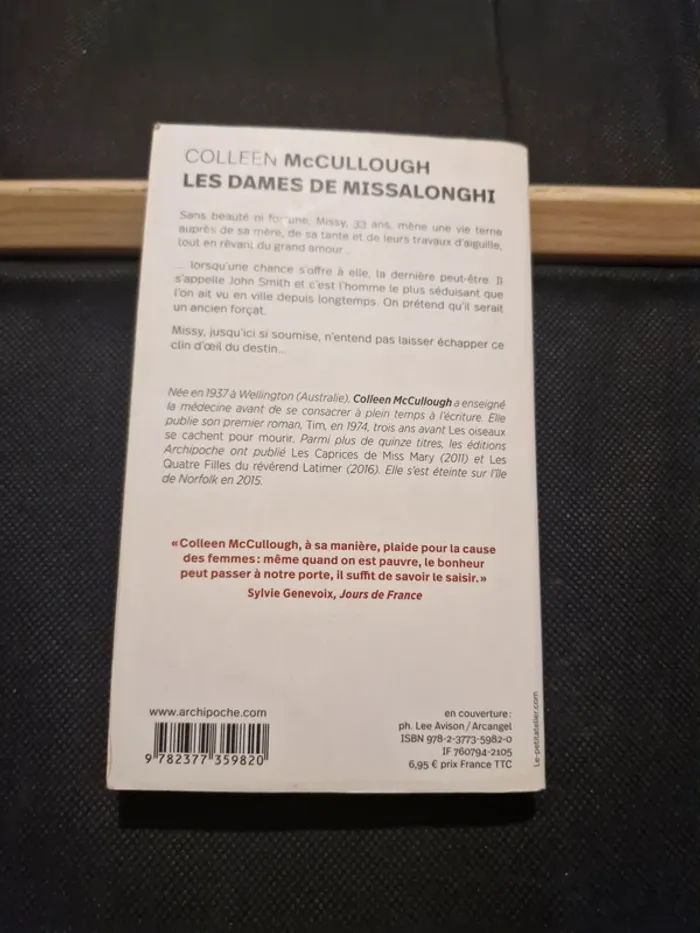 COLLEEN McCULLOUGH
LES DAMES DE MISSALONGHI
Sans beauté ni fortune, Missy, 33 ans, mène une vie terne
auprès de sa mère, de sa tante et de leurs travaux d'aiguille,
tout en rêvant du grand amour...
... lorsqu'une chance s'offre à elle, la dernière peut-être. Il
s'appelle John Smith et c'est l'homme le plus séduisant que
l'on ait vu en ville depuis longtemps. On prétend qu'il serait
un ancien forçat.
Missy, jusqu'ici si soumise, n'entend pas laisser échapper ce
clin d'œil du destin...
Née en 1937 à Wellington (Australie), Colleen McCullough a enseigné
la médecine avant de se consacrer à plein temps à l'écriture. Elle
publie son premier roman, Tim, en 1974, trois ans avant Les oiseaux
se cachent pour mourir. Parmi plus de quinze titres, les éditions
Archipoche ont publié Les Caprices de Miss Mary (2011) et Les
Quatre Filles du révérend Latimer (2016). Elle s'est éteinte sur l'île
de Norfolk en 2015.
« Colleen McCullough, à sa manière, plaide pour la cause
des femmes : même quand on est pauvre, le bonheur
peut passer à notre porte, il suffit de savoir le saisir. »
Sylvie Genevoix, Jours de France
www.archipoche.com
9 782377 359820
en couverture :
ph. Lee Avison / Arcangel
ISBN 978-2-3773-5982-0
IF 760794-2105
6,95 € prix France TTC
Le-petitatelier.com